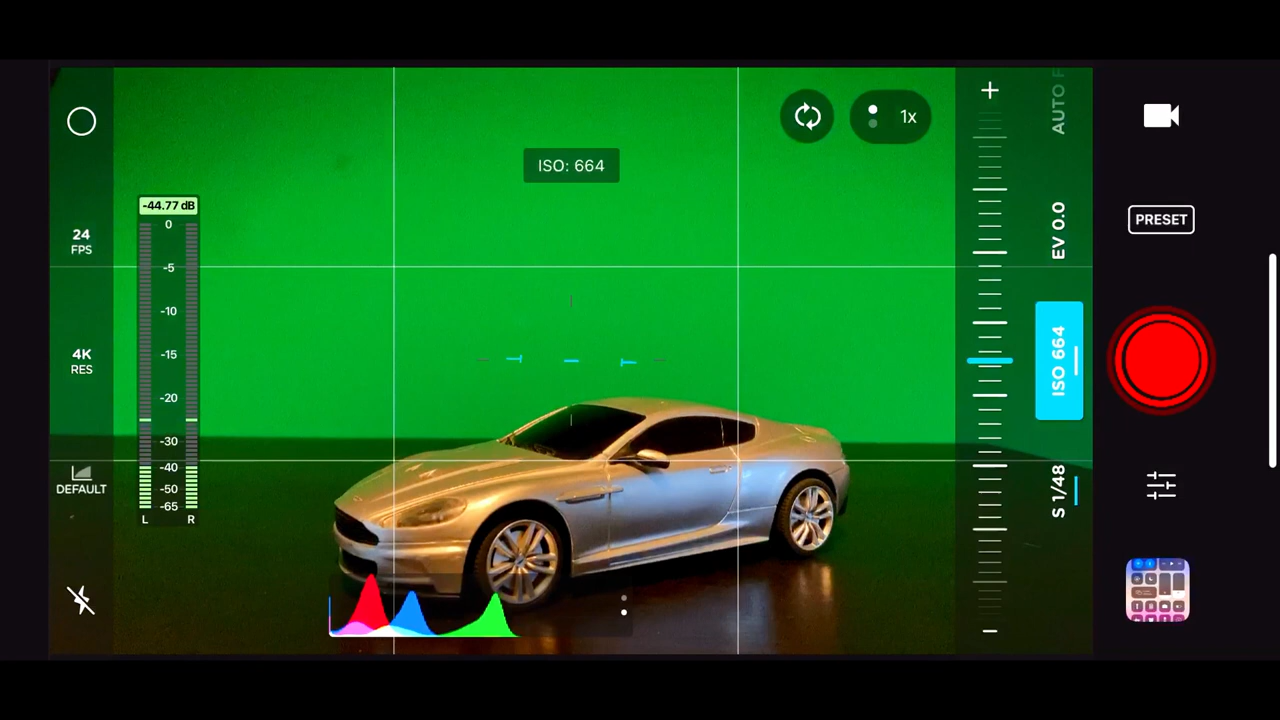 1x
ISO: 664
-44.77 dB
0
-5
-10
-15
-20
-30
-40
-50
-65
L R
24
FPS
4K
RES
DEFAULT
AUTO F
EV 0.0
ISO 664
S 1/48
PRESET